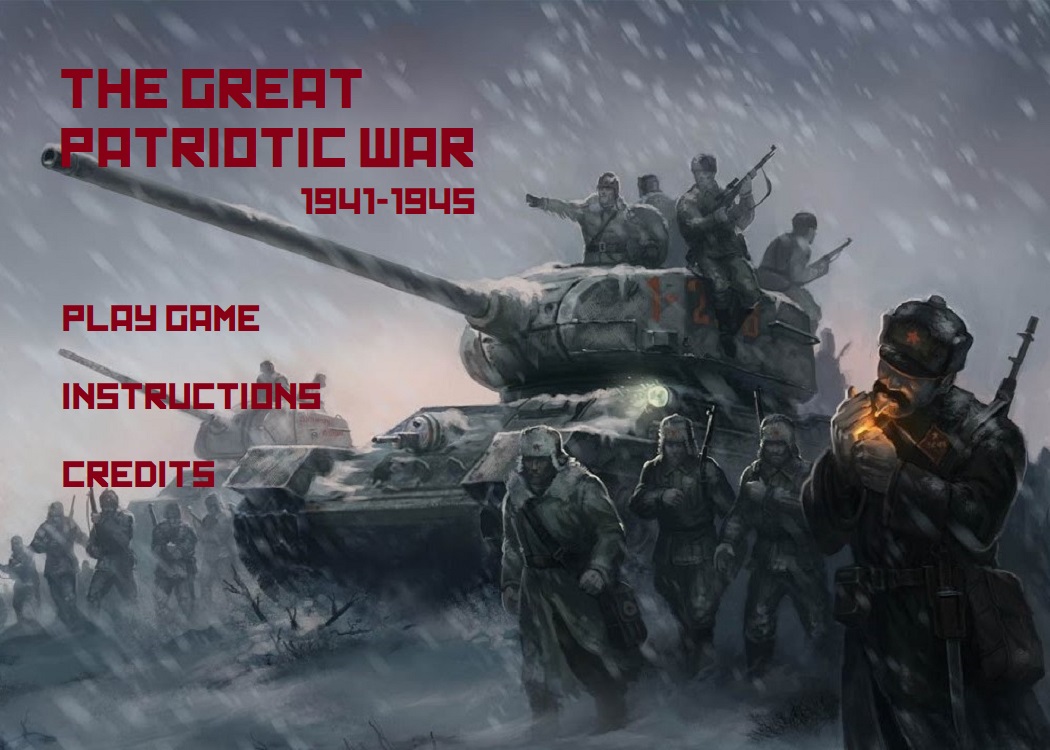 THE GREAT
PATRIOTIC WAR
1941-1945
PLAY GAME
INSTRUCTIONS
CREDITS